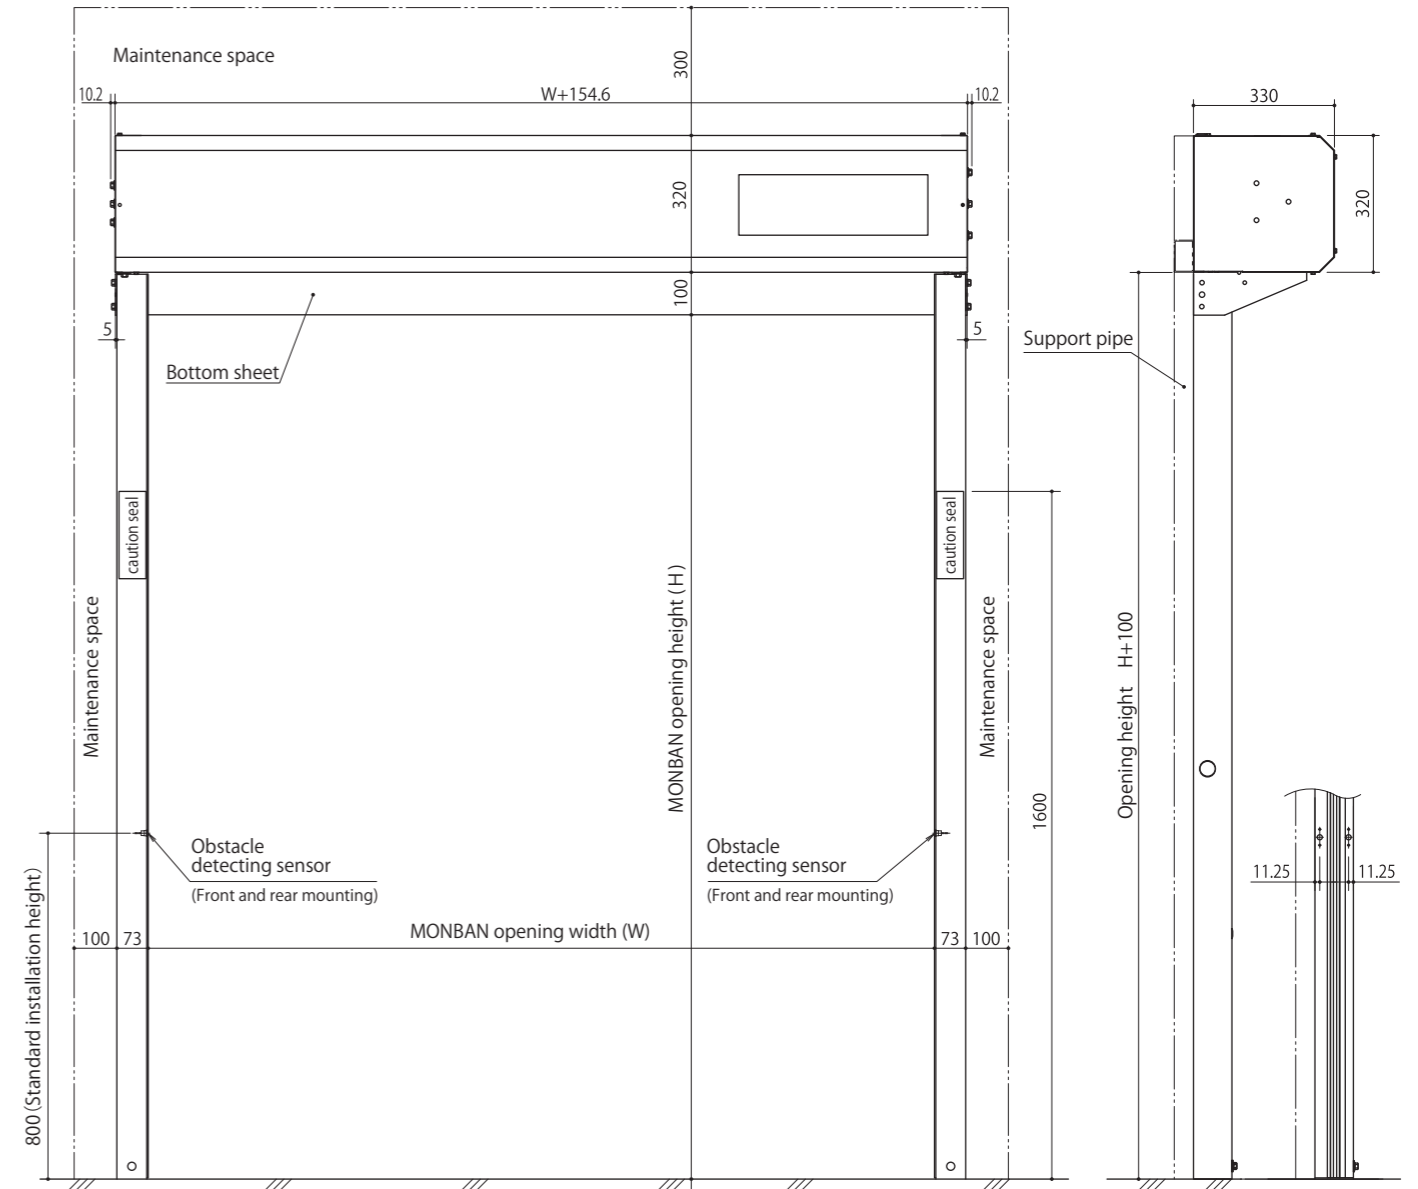 Maintenance space
300
10.2
W+154.6
10.2
330
320
320
100
5
5
Bottom sheet
Support pipe
caution seal
caution seal
Maintenance space
MONBAN opening height (H)
Maintenance space
Opening height H+100
1600
Obstacle
detecting sensor
(Front and rear mounting)
Obstacle
detecting sensor
(Front and rear mounting)
11.25
11.25
800 (Standard installation height)
100
73
MONBAN opening width (W)
73
100